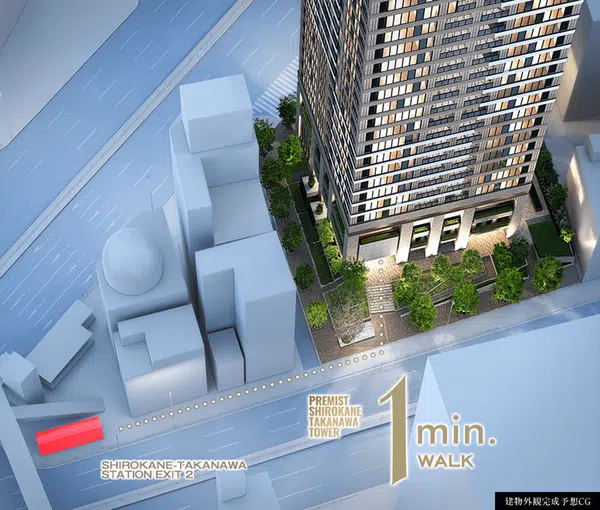 PREMIST
SHIROKANE
TAKANAWA
TOWER
1 min.
WALK
SHIROKANE-TAKANAWA
STATION EXIT 2
建物外観完成予想CG